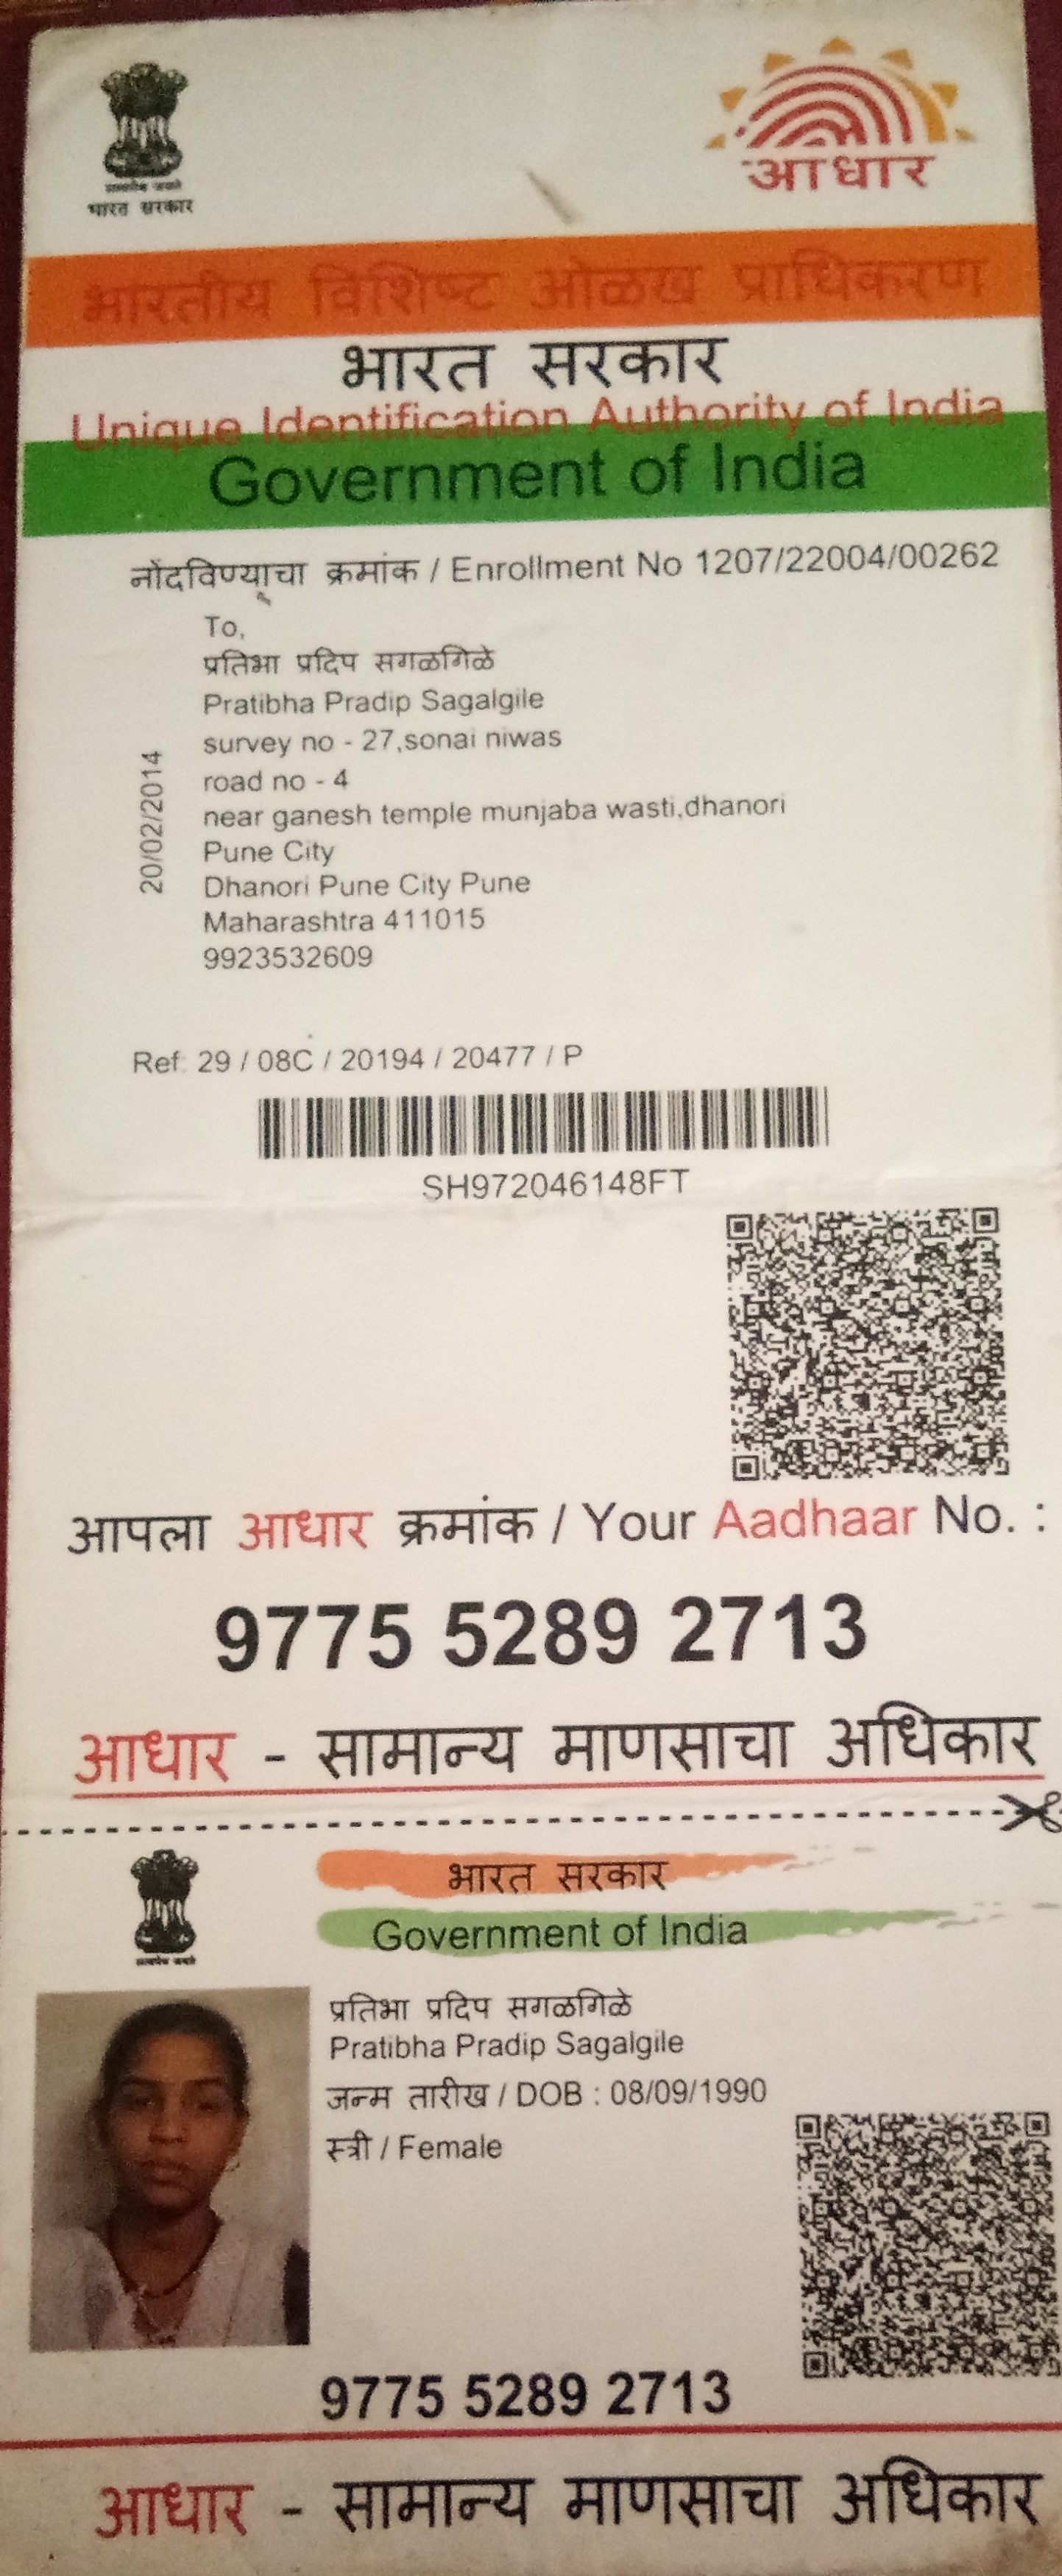 भारत सरकार
आधार
भारतीय विशिष्ट ओळख प्राधिकरण
भारत सरकार
Unique Identification Authority of India
Government of India
नोंदविण्याचा क्रमांक / Enrollment No 1207/22004/00262
To,
प्रतिभा प्रदिप सगळगिळे
Pratibha Pradip Sagalgile
survey no - 27,sonai niwas
road no - 4
near ganesh temple munjaba wasti,dhanori
Pune City
Dhanori Pune City Pune
Maharashtra 411015
9923532609
20/02/2014
Ref: 29 / 08C / 20194 / 20477 / P
SH972046148FT
आपला आधार क्रमांक / Your Aadhaar No. :
9775 5289 2713
आधार - सामान्य माणसाचा अधिकार
भारत सरकार
Government of India
प्रतिभा प्रदिप सगळगिळे
Pratibha Pradip Sagalgile
जन्म तारीख / DOB : 08/09/1990
स्त्री / Female
9775 5289 2713
आधार - सामान्य माणसाचा अधिकार